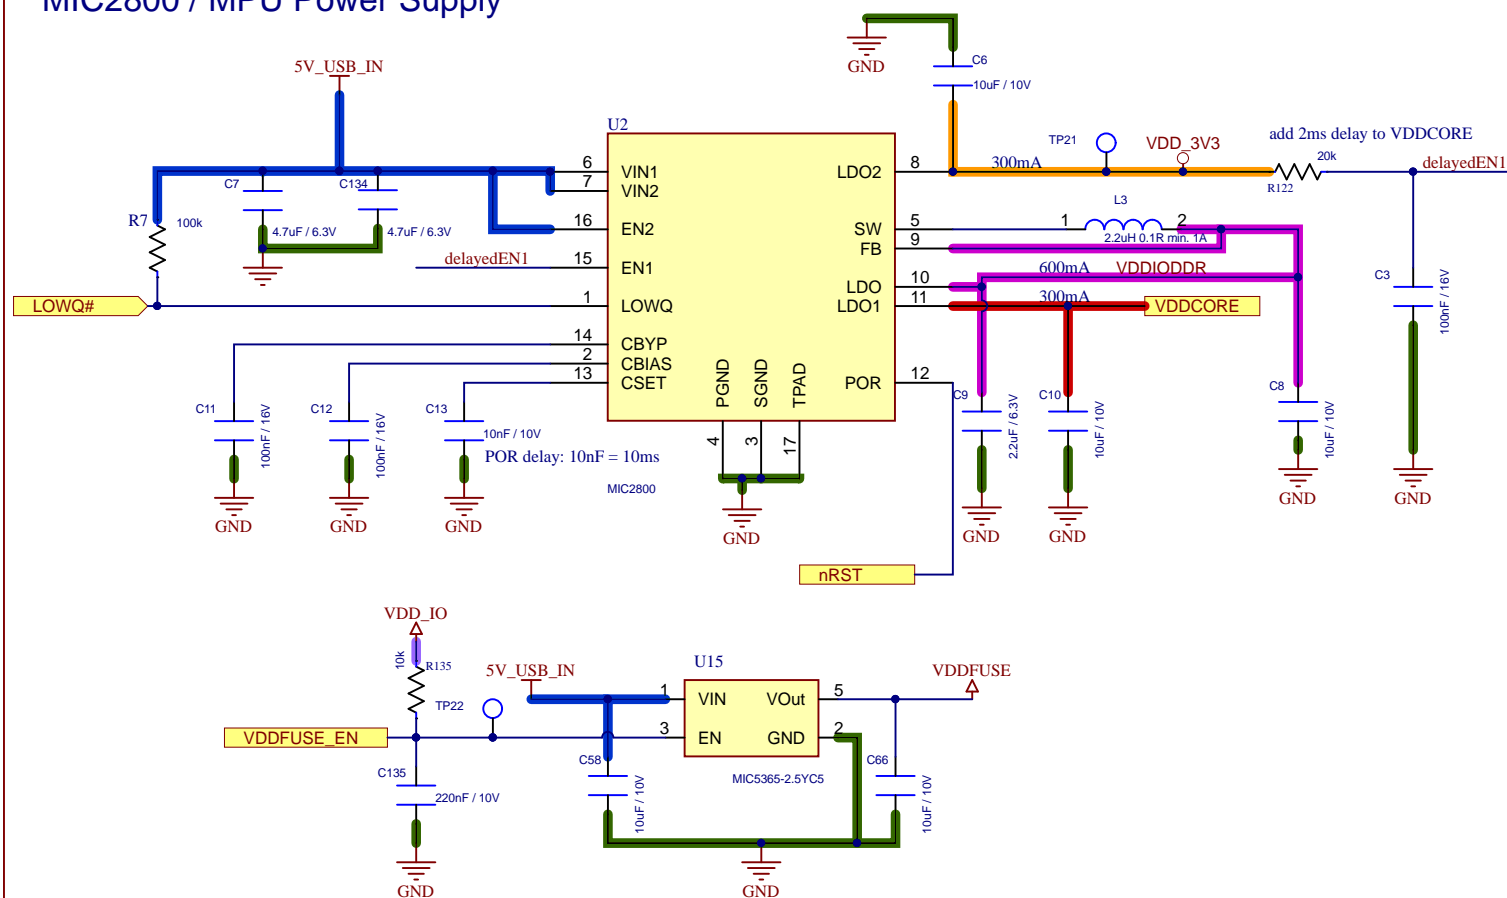 MIC2800 / MPU Power Supply
GND
C6
10uF / 10V
5V_USB_IN
U2
C7
C134
4.7uF / 6.3V
4.7uF / 6.3V
R7
100k
6
7
16
15
1
14
2
13
VIN1
VIN2
EN2
EN1
LOWQ
CBYP
CBIAS
CSET
delayedEN1
LOWQ#
LDO2
SW
FB
LDO
LDO1
POR
8
5
9
10
11
12
PGND
SGND
TPAD
4
3
17
MIC2800
GND
300mA
TP21
VDD_3V3
add 2ms delay to VDDCORE
20k
R122
delayedEN1
L3
1
2
2.2uH 0.1R min. 1A
600mA
VDDIODDR
300mA
VDDCORE
C3
100nF / 16V
GND
C11
100nF / 16V
GND
C12
100nF / 16V
GND
C13
10nF / 10V
POR delay: 10nF = 10ms
GND
C9
2.2uF / 6.3V
GND
C10
10uF / 10V
GND
C8
10uF / 10V
GND
nRST
VDD_IO
10k
R135
TP22
VDDFUSE_EN
C135
220nF / 10V
GND
5V_USB_IN
U15
1
3
VIN
EN
VOut
GND
5
2
MIC5365-2.5YC5
VDDFUSE
C58
10uF / 10V
C66
10uF / 10V
GND